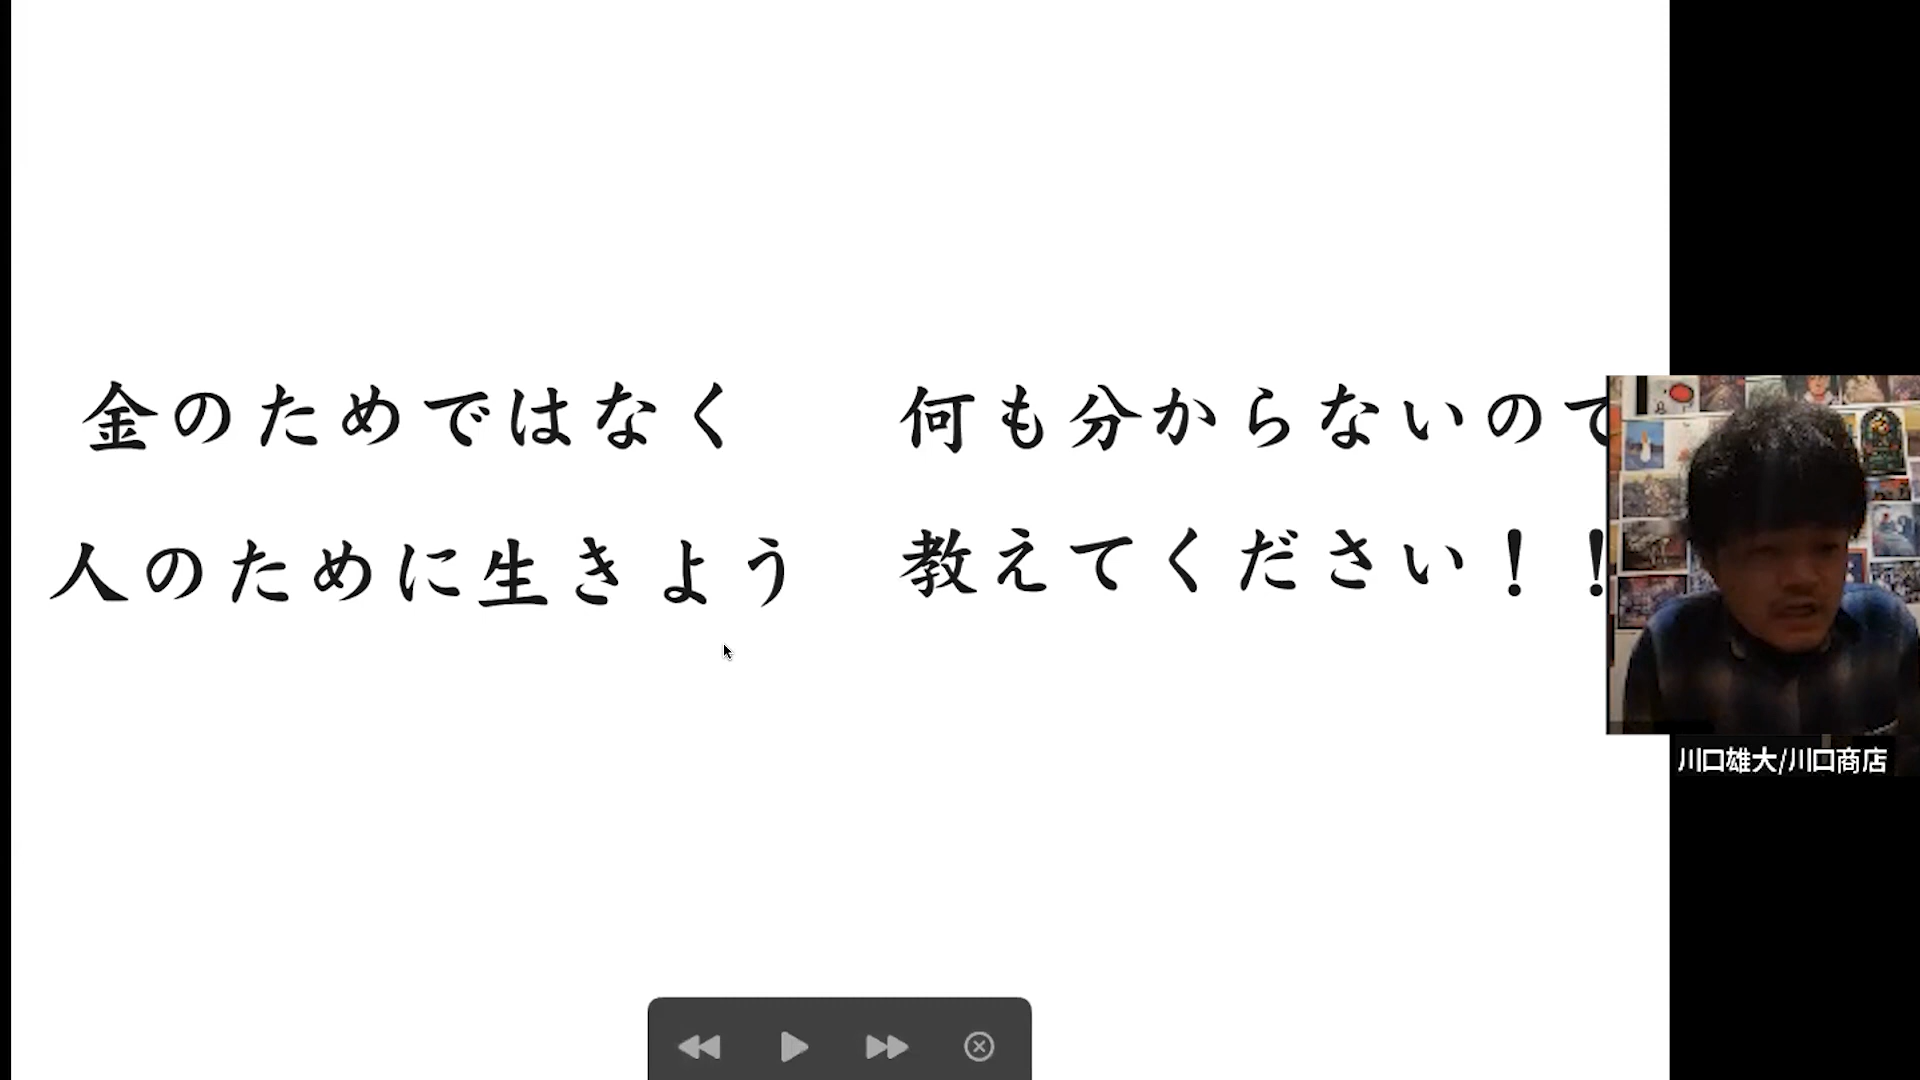 金のためではなく
人のために生きよう
何も分からないので
教えてください！！
川口雄大/川口商店